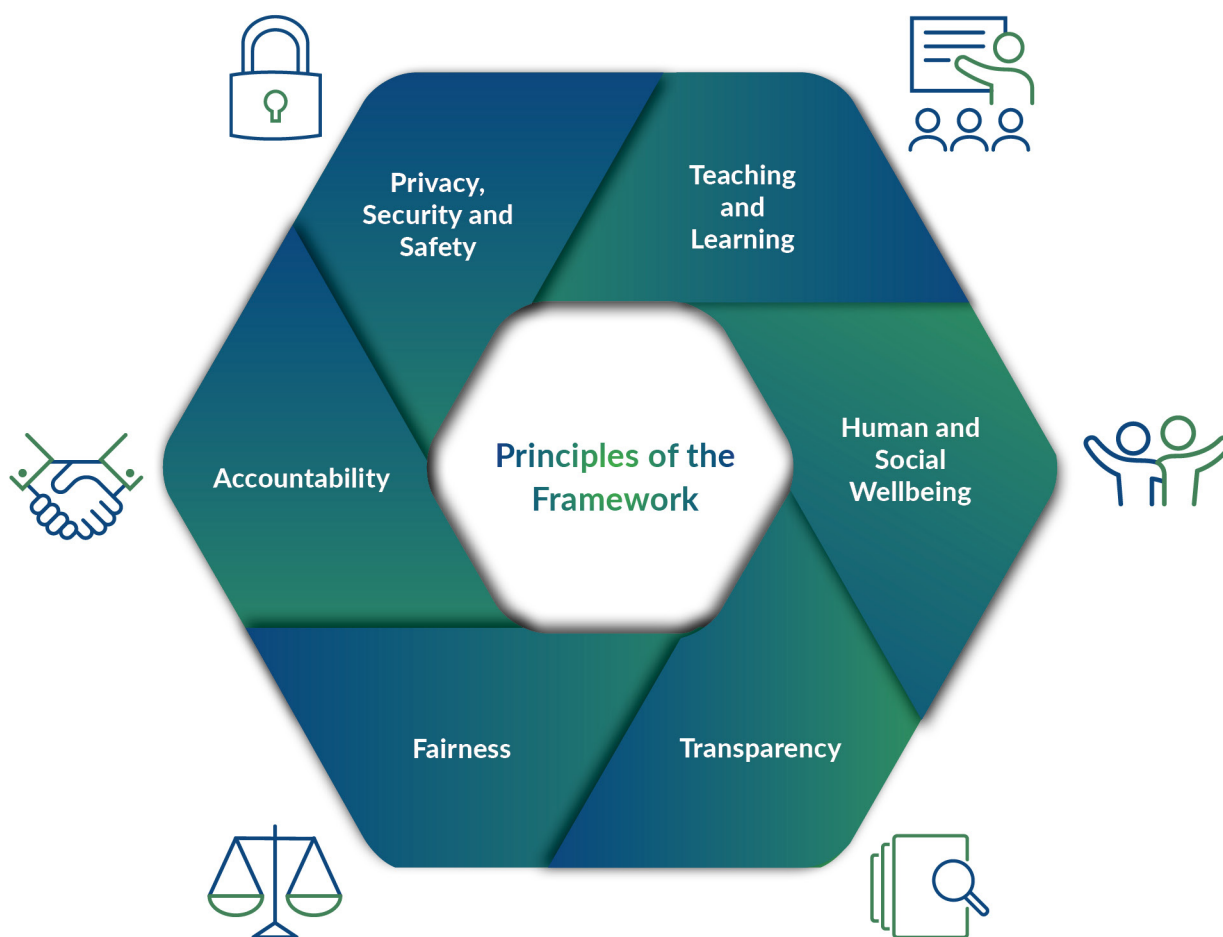 Privacy,
Security and
Safety
Teaching
and
Learning
Human and
Social
Wellbeing
Accountability
Principles of the
Framework
Fairness
Transparency